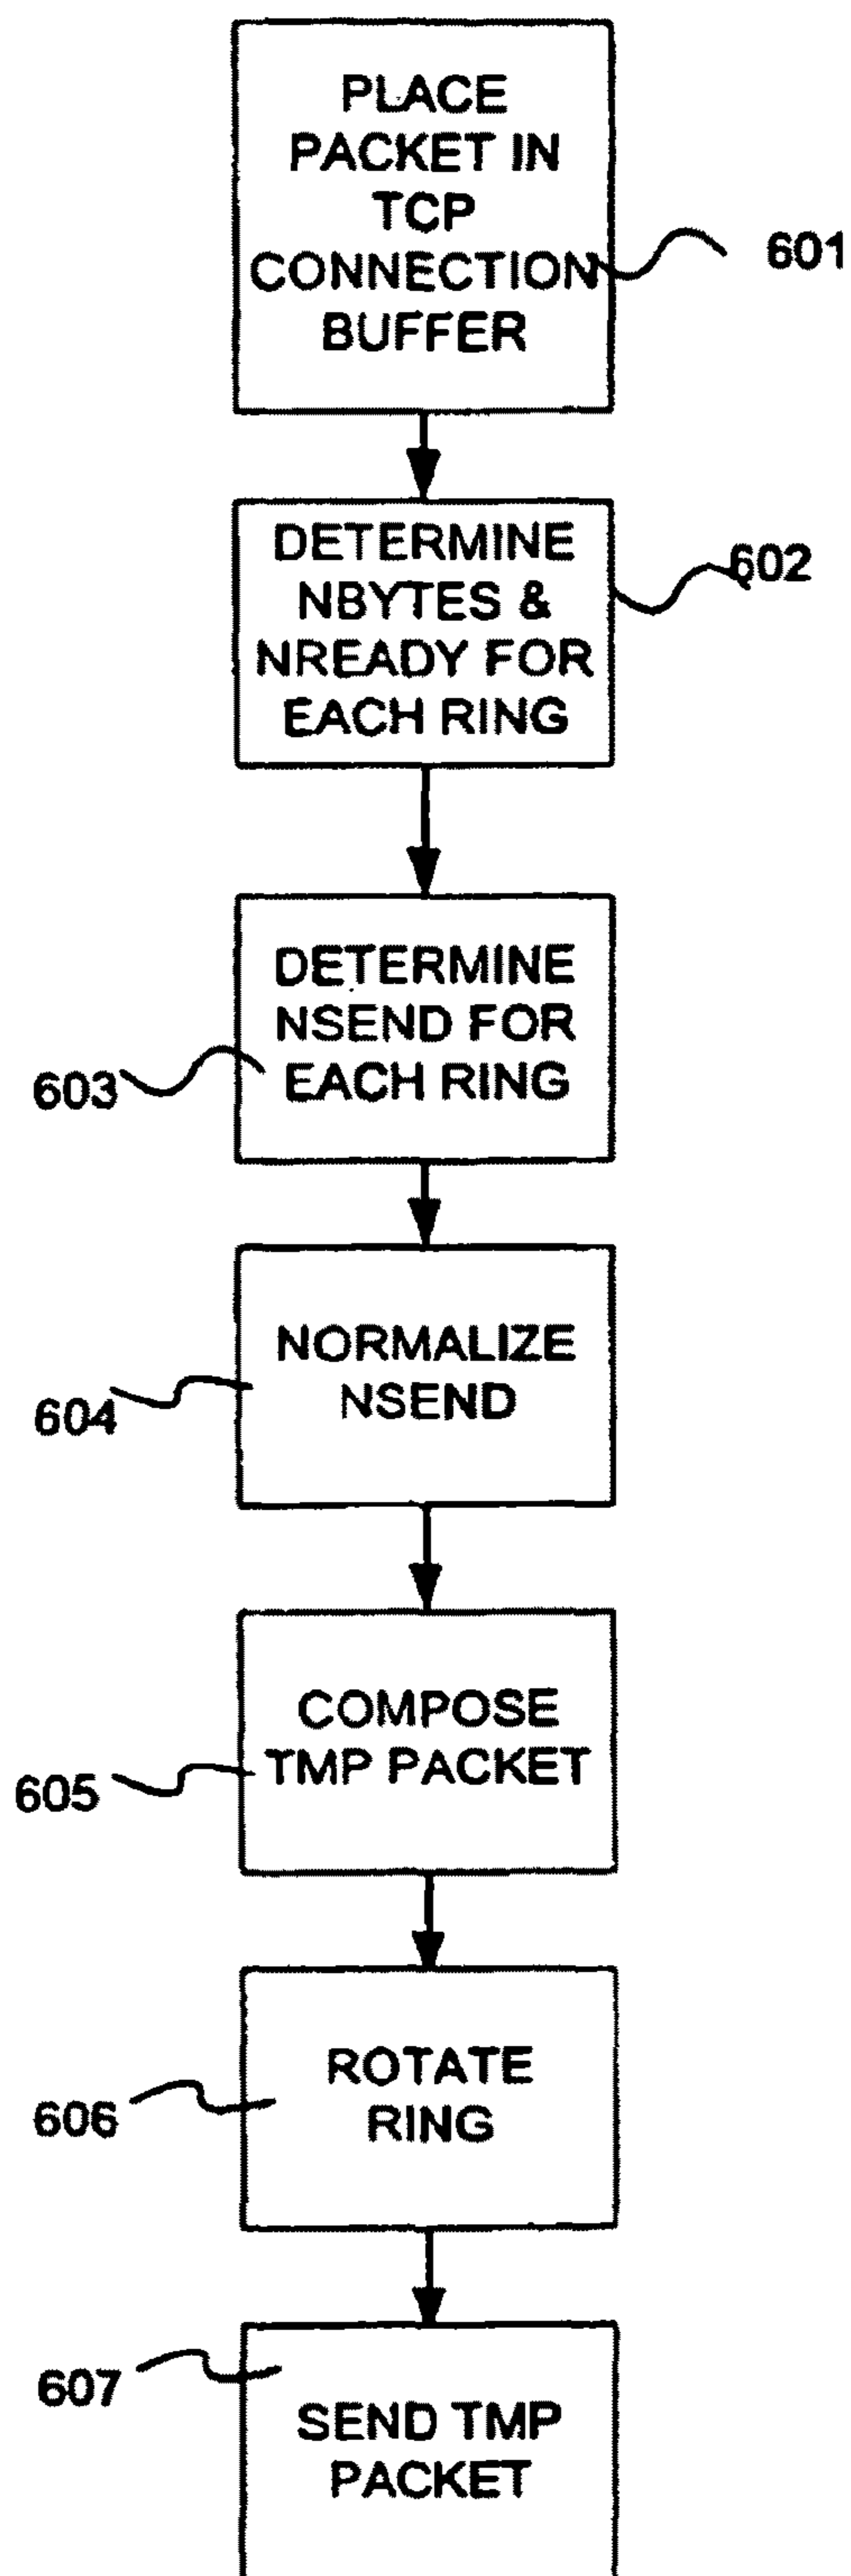 PLACE
PACKET IN
TCP
CONNECTION
BUFFER
601
DETERMINE
NBYTES &
NREADY FOR
EACH RING
602
DETERMINE
NSEND FOR
EACH RING
603
NORMALIZE
NSEND
604
COMPOSE
TMP PACKET
605
ROTATE
RING
606
607
SEND TMP
PACKET